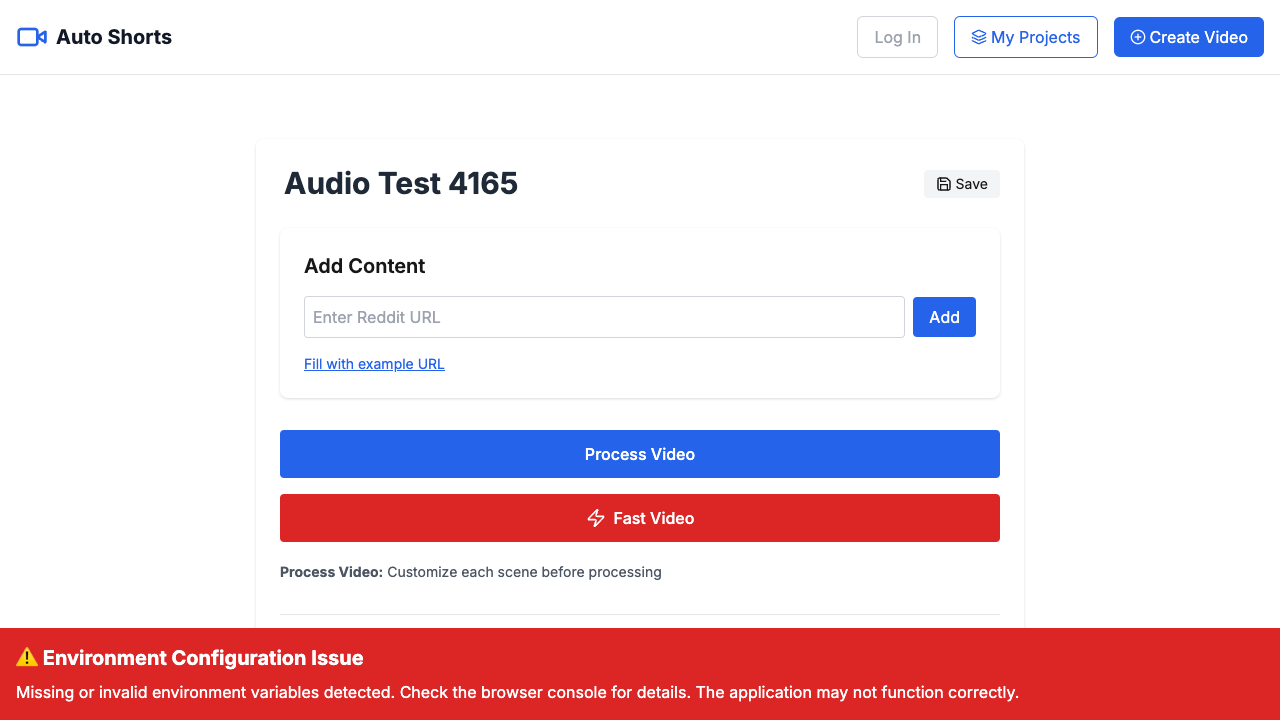 Auto Shorts
Log In
My Projects
Create Video
Audio Test 4165
Save
Add Content
Enter Reddit URL
Add
Fill with example URL
Process Video
Fast Video
Process Video: Customize each scene before processing
⚠️ Environment Configuration Issue
Missing or invalid environment variables detected. Check the browser console for details. The application may not function correctly.